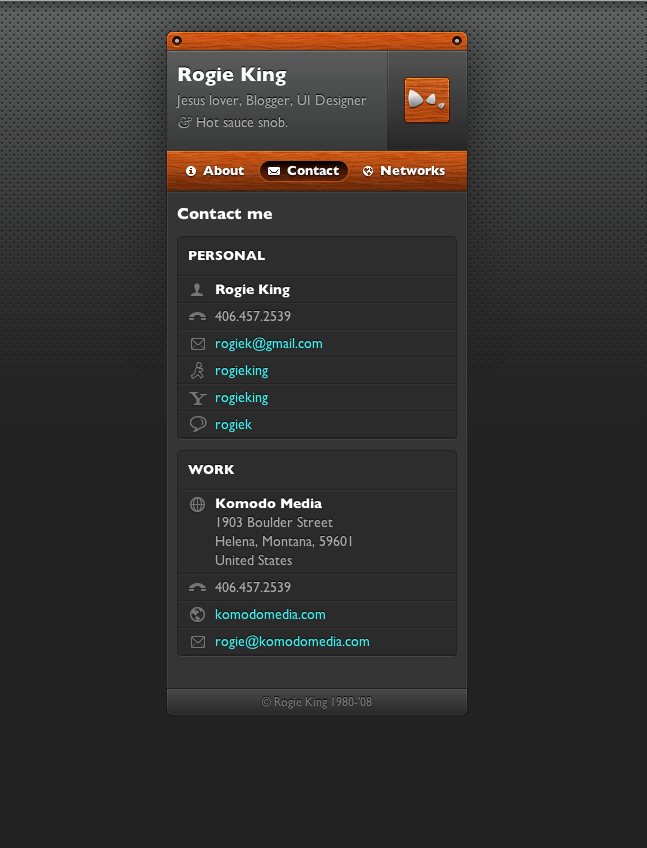 Rogie King
Jesus lover, Blogger, UI Designer
& Hot sauce snob.
About Contact Networks
Contact me
PERSONAL
Rogie King
406.457.2539
rogiek@gmail.com
rogieking
rogieking
rogiek
WORK
Komodo Media
1903 Boulder Street
Helena, Montana, 59601
United States
406.457.2539
komodomedia.com
rogie@komodomedia.com
© Rogie King 1980-'08